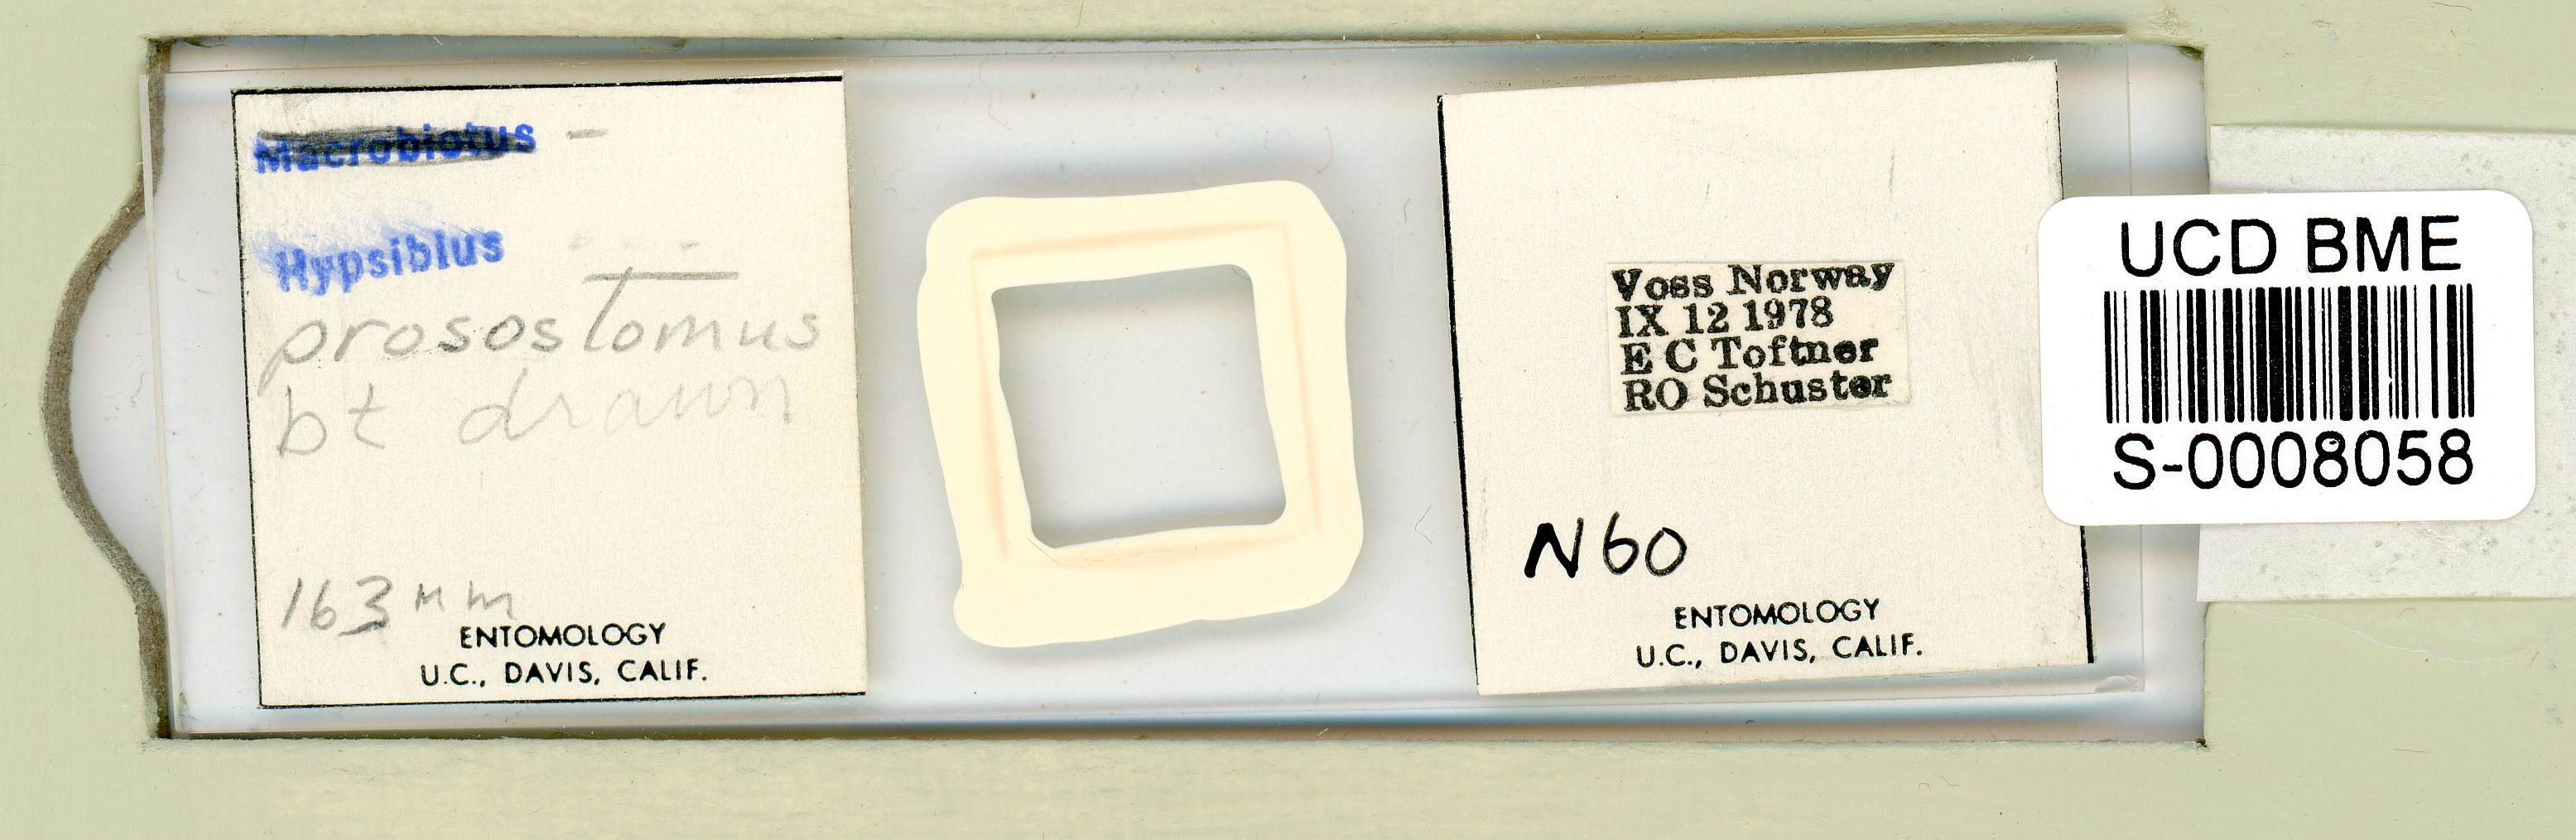 Macrobiotus -
Hypsibius
prosostomus
bt drawn
163 µm
ENTOMOLOGY
U.C., DAVIS, CALIF.
Voss Norway
IX 12 1978
E C Toftner
RO Schuster
N60
ENTOMOLOGY
U.C., DAVIS, CALIF.
UCD BME
S-0008058